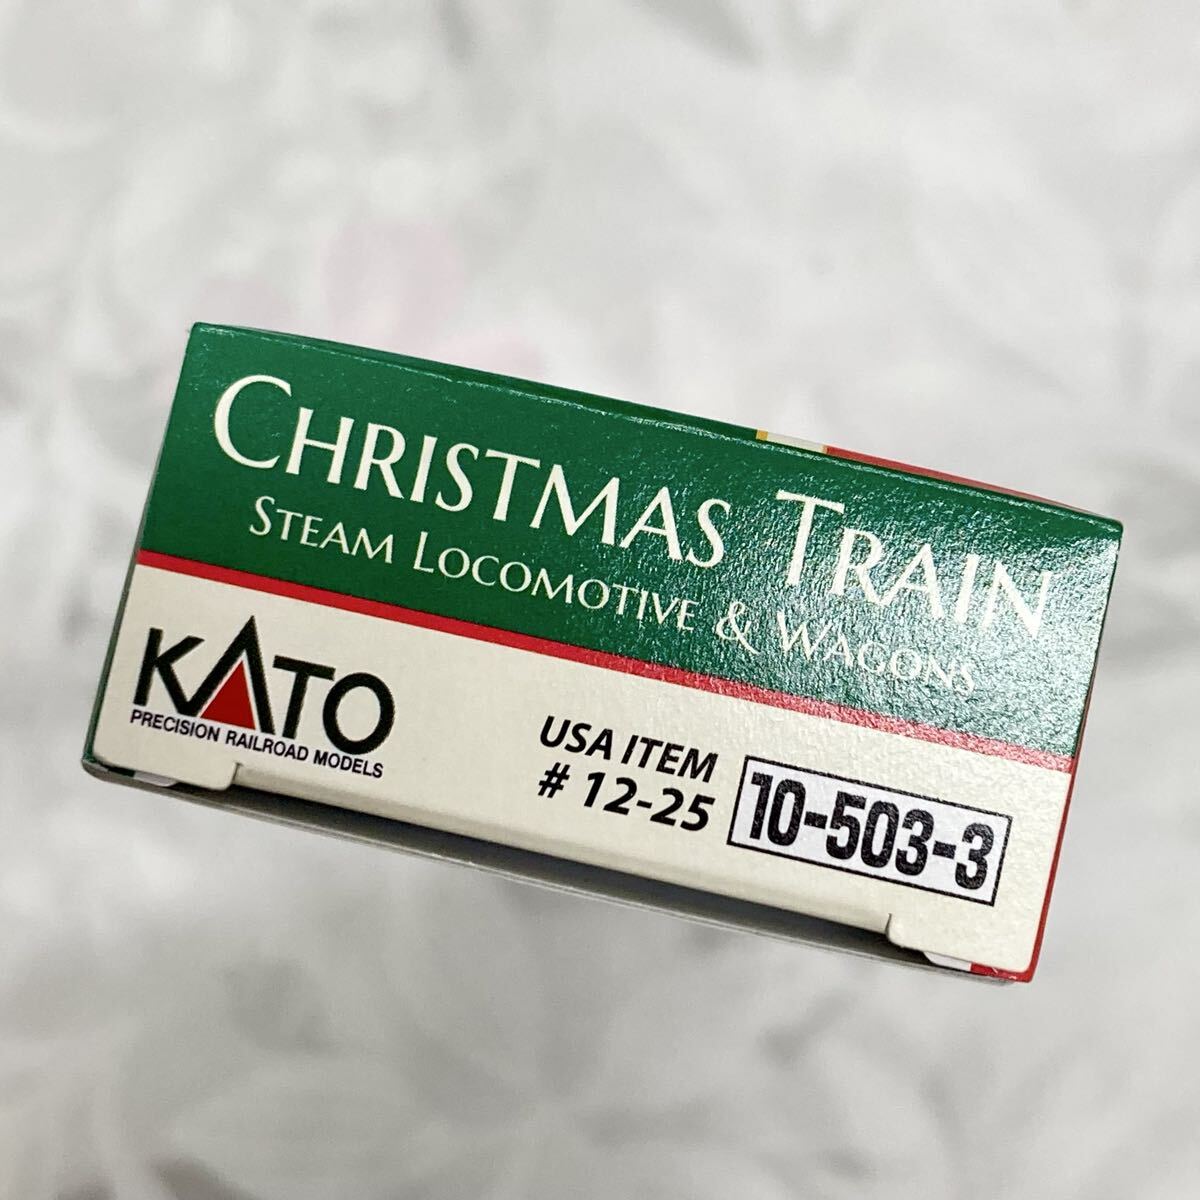 CHRISTMAS TRAIN
STEAM LOCOMOTIVE & WAGONS
KATO
PRECISION RAILROAD MODELS
USA ITEM
# 12-25
10-503-3